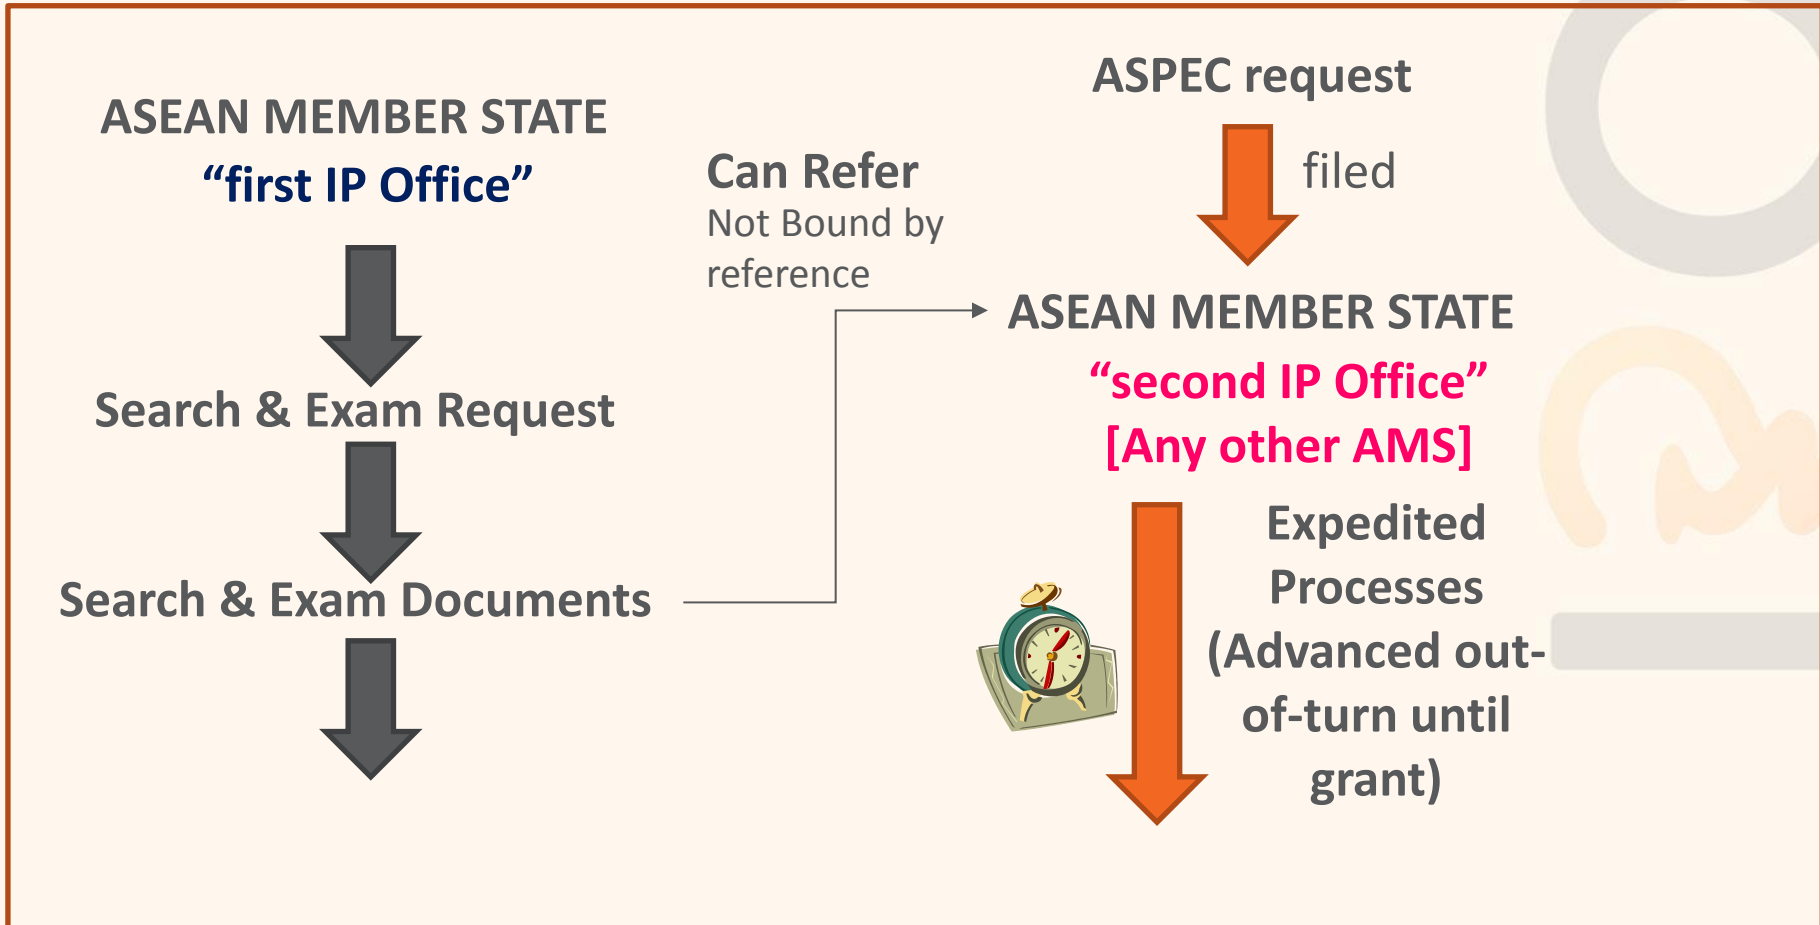 ASEAN MEMBER STATE
“first IP Office”
Search & Exam Request
Search & Exam Documents
Can Refer
Not Bound by
reference
ASPEC request
filed
ASEAN MEMBER STATE
“second IP Office”
[Any other AMS]
Expedited
Processes
(Advanced out-
of-turn until
grant)